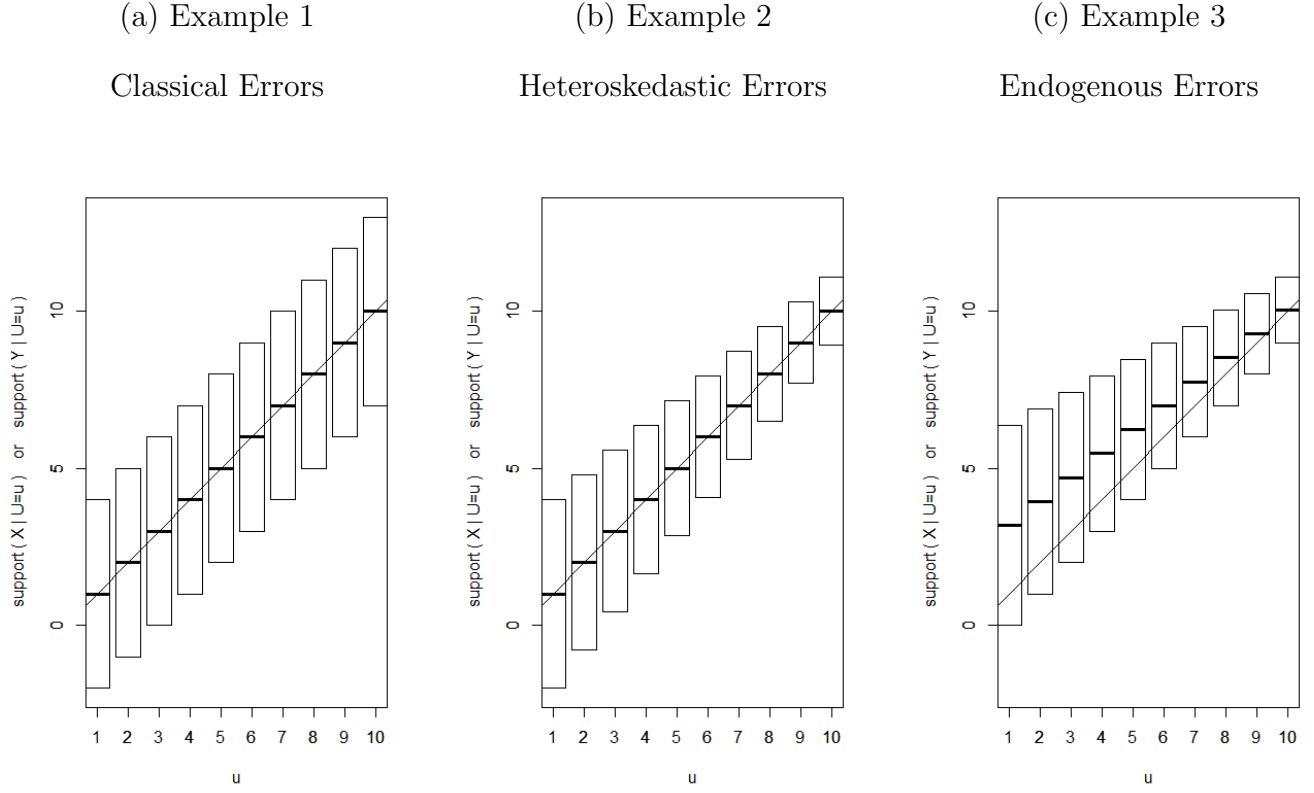 (a) Example 1
Classical Errors
support ( X | U=u ) or support ( Y | U=u )
0 5 10
1 2 3 4 5 6 7 8 9 10
u
(b) Example 2
Heteroskedastic Errors
support ( X | U=u ) or support ( Y | U=u )
0 5 10
1 2 3 4 5 6 7 8 9 10
u
(c) Example 3
Endogenous Errors
support ( X | U=u ) or support ( Y | U=u )
0 5 10
1 2 3 4 5 6 7 8 9 10
u